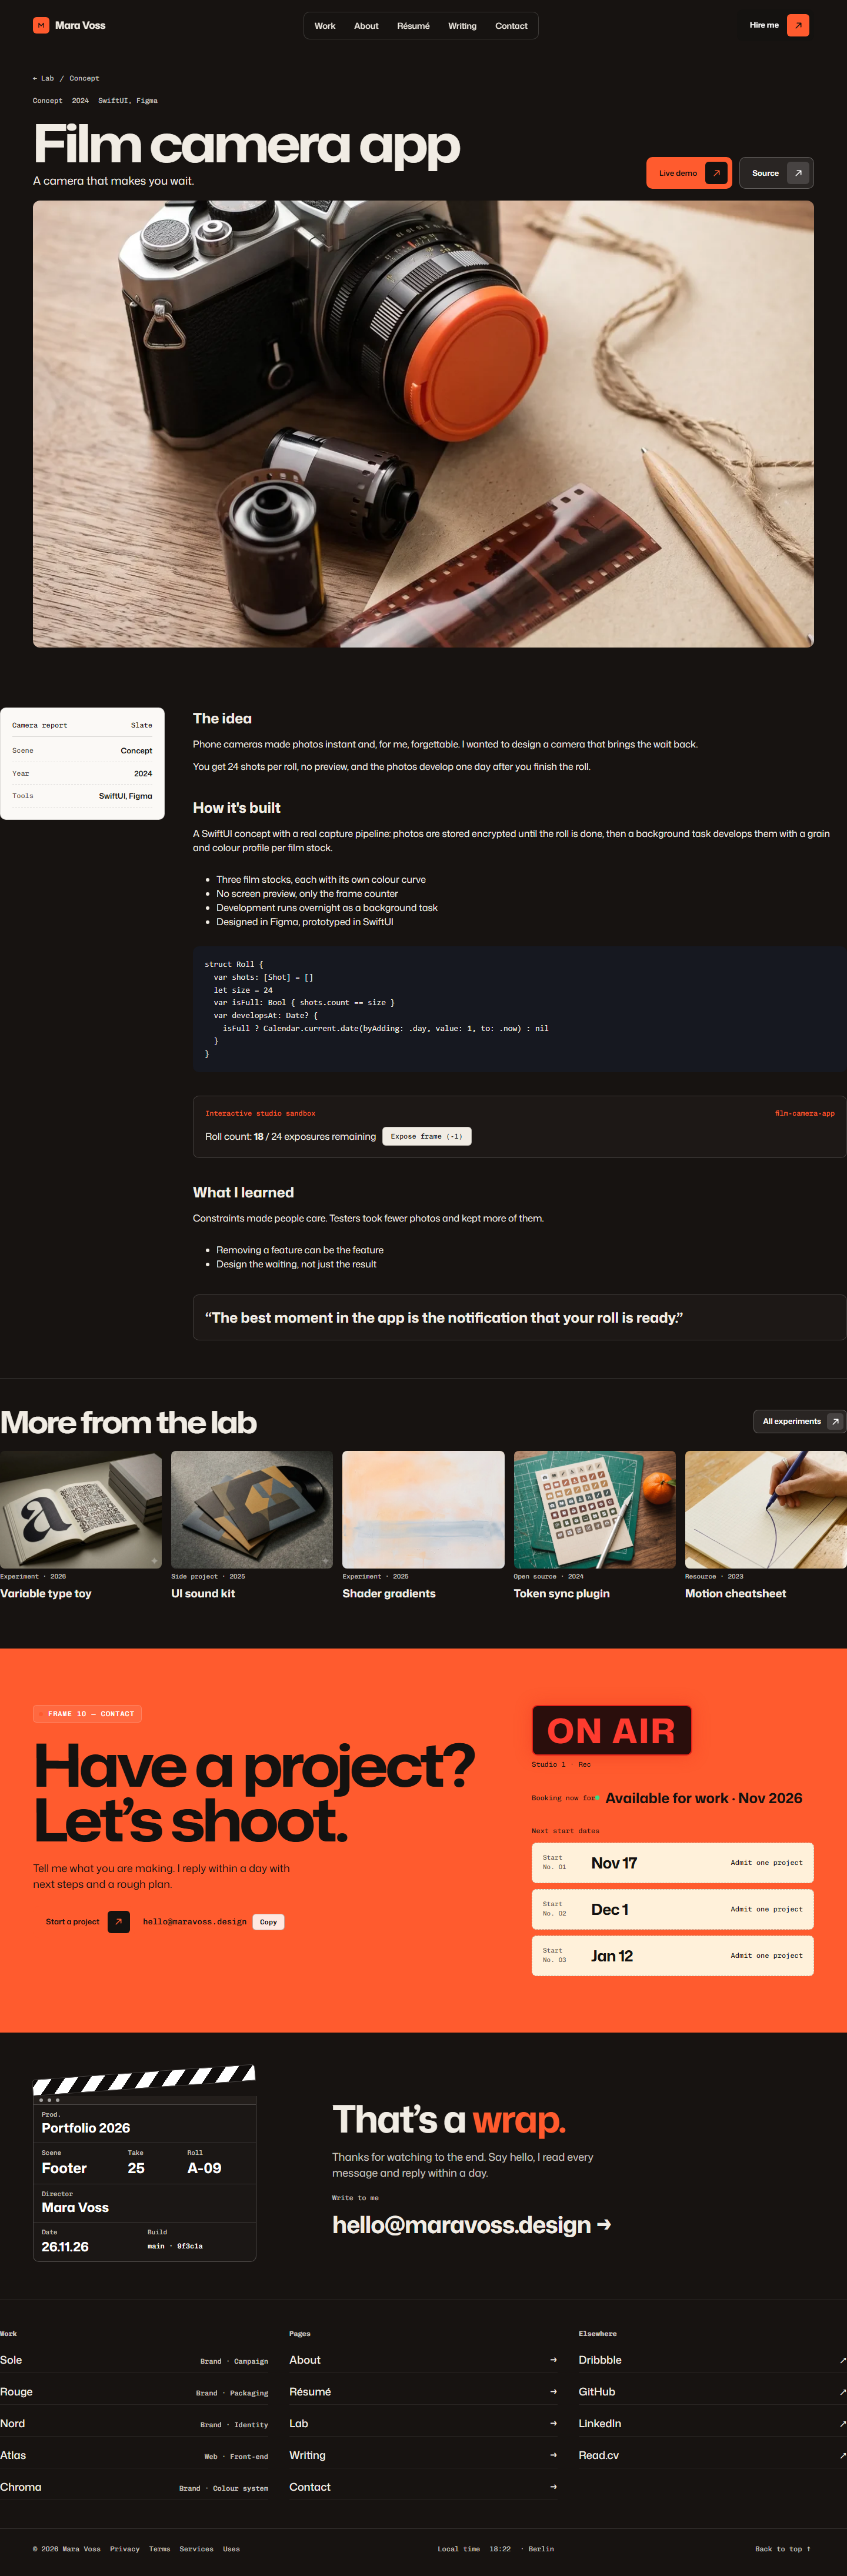 M Mara Voss
Work About Résumé Writing Contact
Hire me
← Lab / Concept
Concept 2024 SwiftUI, Figma
Film camera app
A camera that makes you wait.
Live demo
Source
Camera report Slate
Scene Concept
Year 2024
Tools SwiftUI, Figma
The idea
Phone cameras made photos instant and, for me, forgettable. I wanted to design a camera that brings the wait back.
You get 24 shots per roll, no preview, and the photos develop one day after you finish the roll.
How it's built
A SwiftUI concept with a real capture pipeline: photos are stored encrypted until the roll is done, then a background task develops them with a grain
and colour profile per film stock.
Three film stocks, each with its own colour curve
No screen preview, only the frame counter
Development runs overnight as a background task
Designed in Figma, prototyped in SwiftUI
struct Roll {
var shots: [Shot] = []
let size = 24
var isFull: Bool { shots.count == size }
var developsAt: Date? {
isFull ? Calendar.current.date(byAdding: .day, value: 1, to: .now) : nil
}
}
Interactive studio sandbox film-camera-app
Roll count: 18 / 24 exposures remaining Expose frame (-1)
What I learned
Constraints made people care. Testers took fewer photos and kept more of them.
Removing a feature can be the feature
Design the waiting, not just the result
“The best moment in the app is the notification that your roll is ready.”
More from the lab
All experiments
a
Experiment · 2026
Variable type toy
Side project · 2025
UI sound kit
Experiment · 2025
Shader gradients
Open source · 2024
Token sync plugin
Resource · 2023
Motion cheatsheet
FRAME 10 — CONTACT
Have a project?
Let’s shoot.
Tell me what you are making. I reply within a day with
next steps and a rough plan.
Start a project
hello@maravoss.design Copy
ON AIR
Studio 1 · Rec
Booking now for Available for work · Nov 2026
Next start dates
Start
No. 01
Nov 17
Admit one project
Start
No. 02
Dec 1
Admit one project
Start
No. 03
Jan 12
Admit one project
Prod.
Portfolio 2026
Scene Take Roll
Footer 25 A-09
Director
Mara Voss
Date Build
26.11.26 main · 9f3c1a
That’s a wrap.
Thanks for watching to the end. Say hello, I read every
message and reply within a day.
Write to me
hello@maravoss.design →
Work
Sole Brand · Campaign
Rouge Brand · Packaging
Nord Brand · Identity
Atlas Web · Front-end
Chroma Brand · Colour system
Pages
About →
Résumé →
Lab →
Writing →
Contact →
Elsewhere
Dribbble ↗
GitHub ↗
LinkedIn ↗
Read.cv ↗
© 2026 Mara Voss Privacy Terms Services Uses
Local time 18:22 · Berlin
Back to top ↑